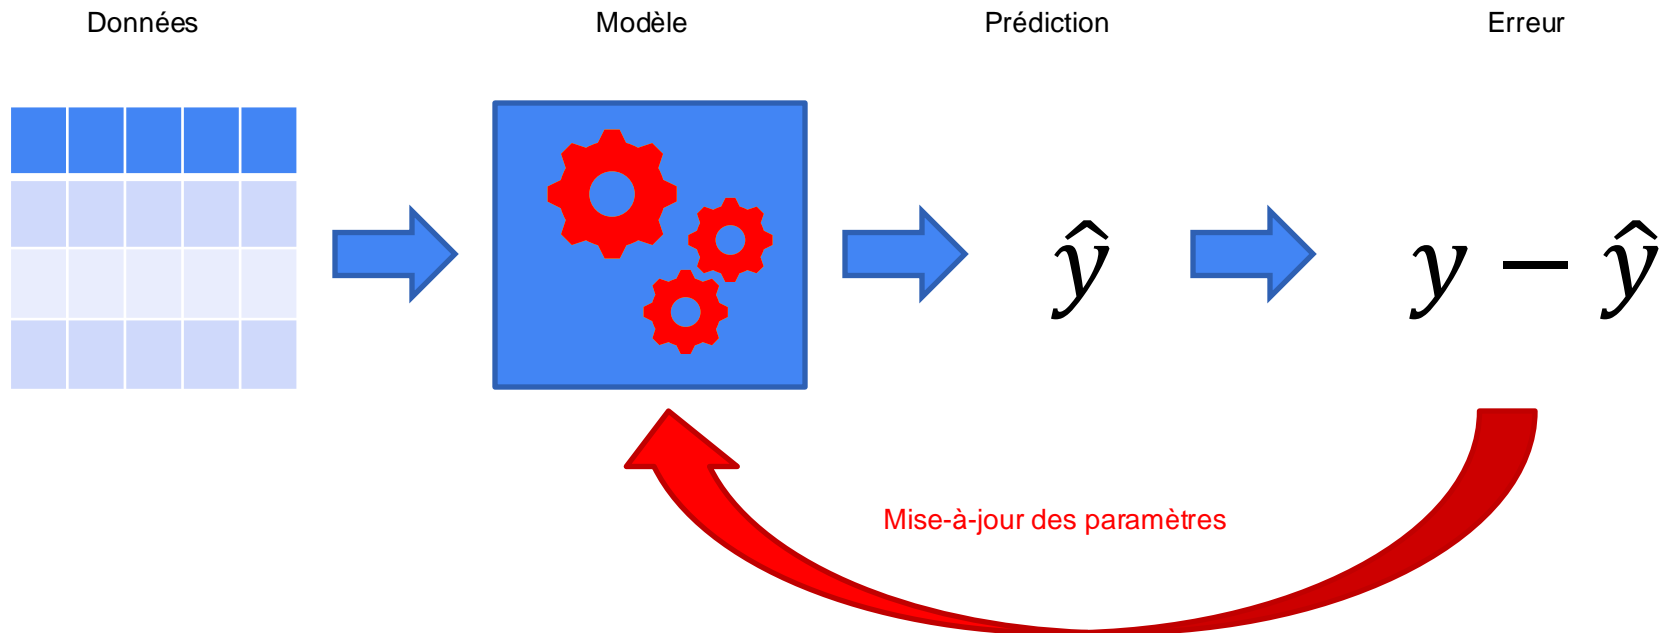 Données
Modèle
Prédiction
Erreur
ŷ
y − ŷ
Mise-à-jour des paramètres